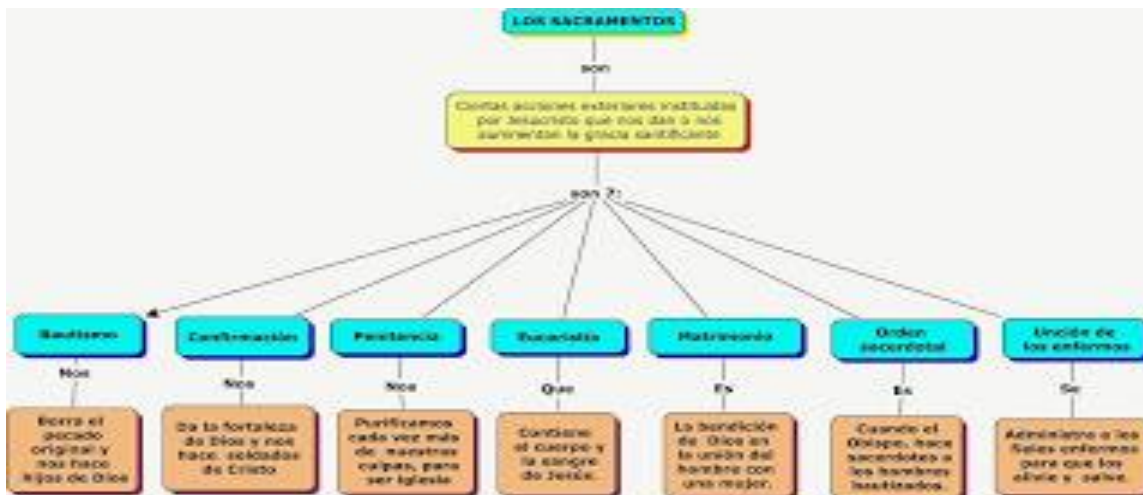 LOS SACRAMENTOS
son
Ciertas acciones exteriores instituidas
por Jesucristo que nos dan o nos
aumentan la gracia santificante
son 7:
Bautismo
Confirmación
Penitencia
Eucaristía
Matrimonio
Orden
sacerdotal
Unción de
los enfermos
Nos
Nos
Nos
Que
Es
Es
Se
Borra el
pecado
original y
nos hace
hijos de Dios
Da la fortaleza
de Dios y nos
hace soldados
de Cristo
Purificamos
cada vez más
de nuestras
culpas, para
ser Iglesia
Contiene
el cuerpo y
la sangre
de Jesús.
La bendición
de Dios en
la unión del
hombre con
una mujer.
Cuando el
Obispo, hace
sacerdotes a
los hombres
bautizados.
Administra a los
fieles enfermos
para que los
alivie y salve.